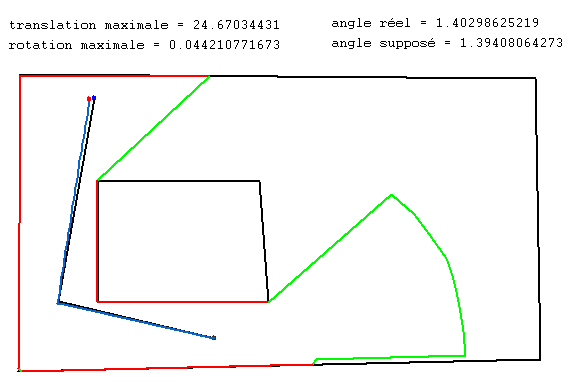 translation maximale = 24.67034431
angle réel = 1.40298625219
rotation maximale = 0.044210771673
angle supposé = 1.39408064273